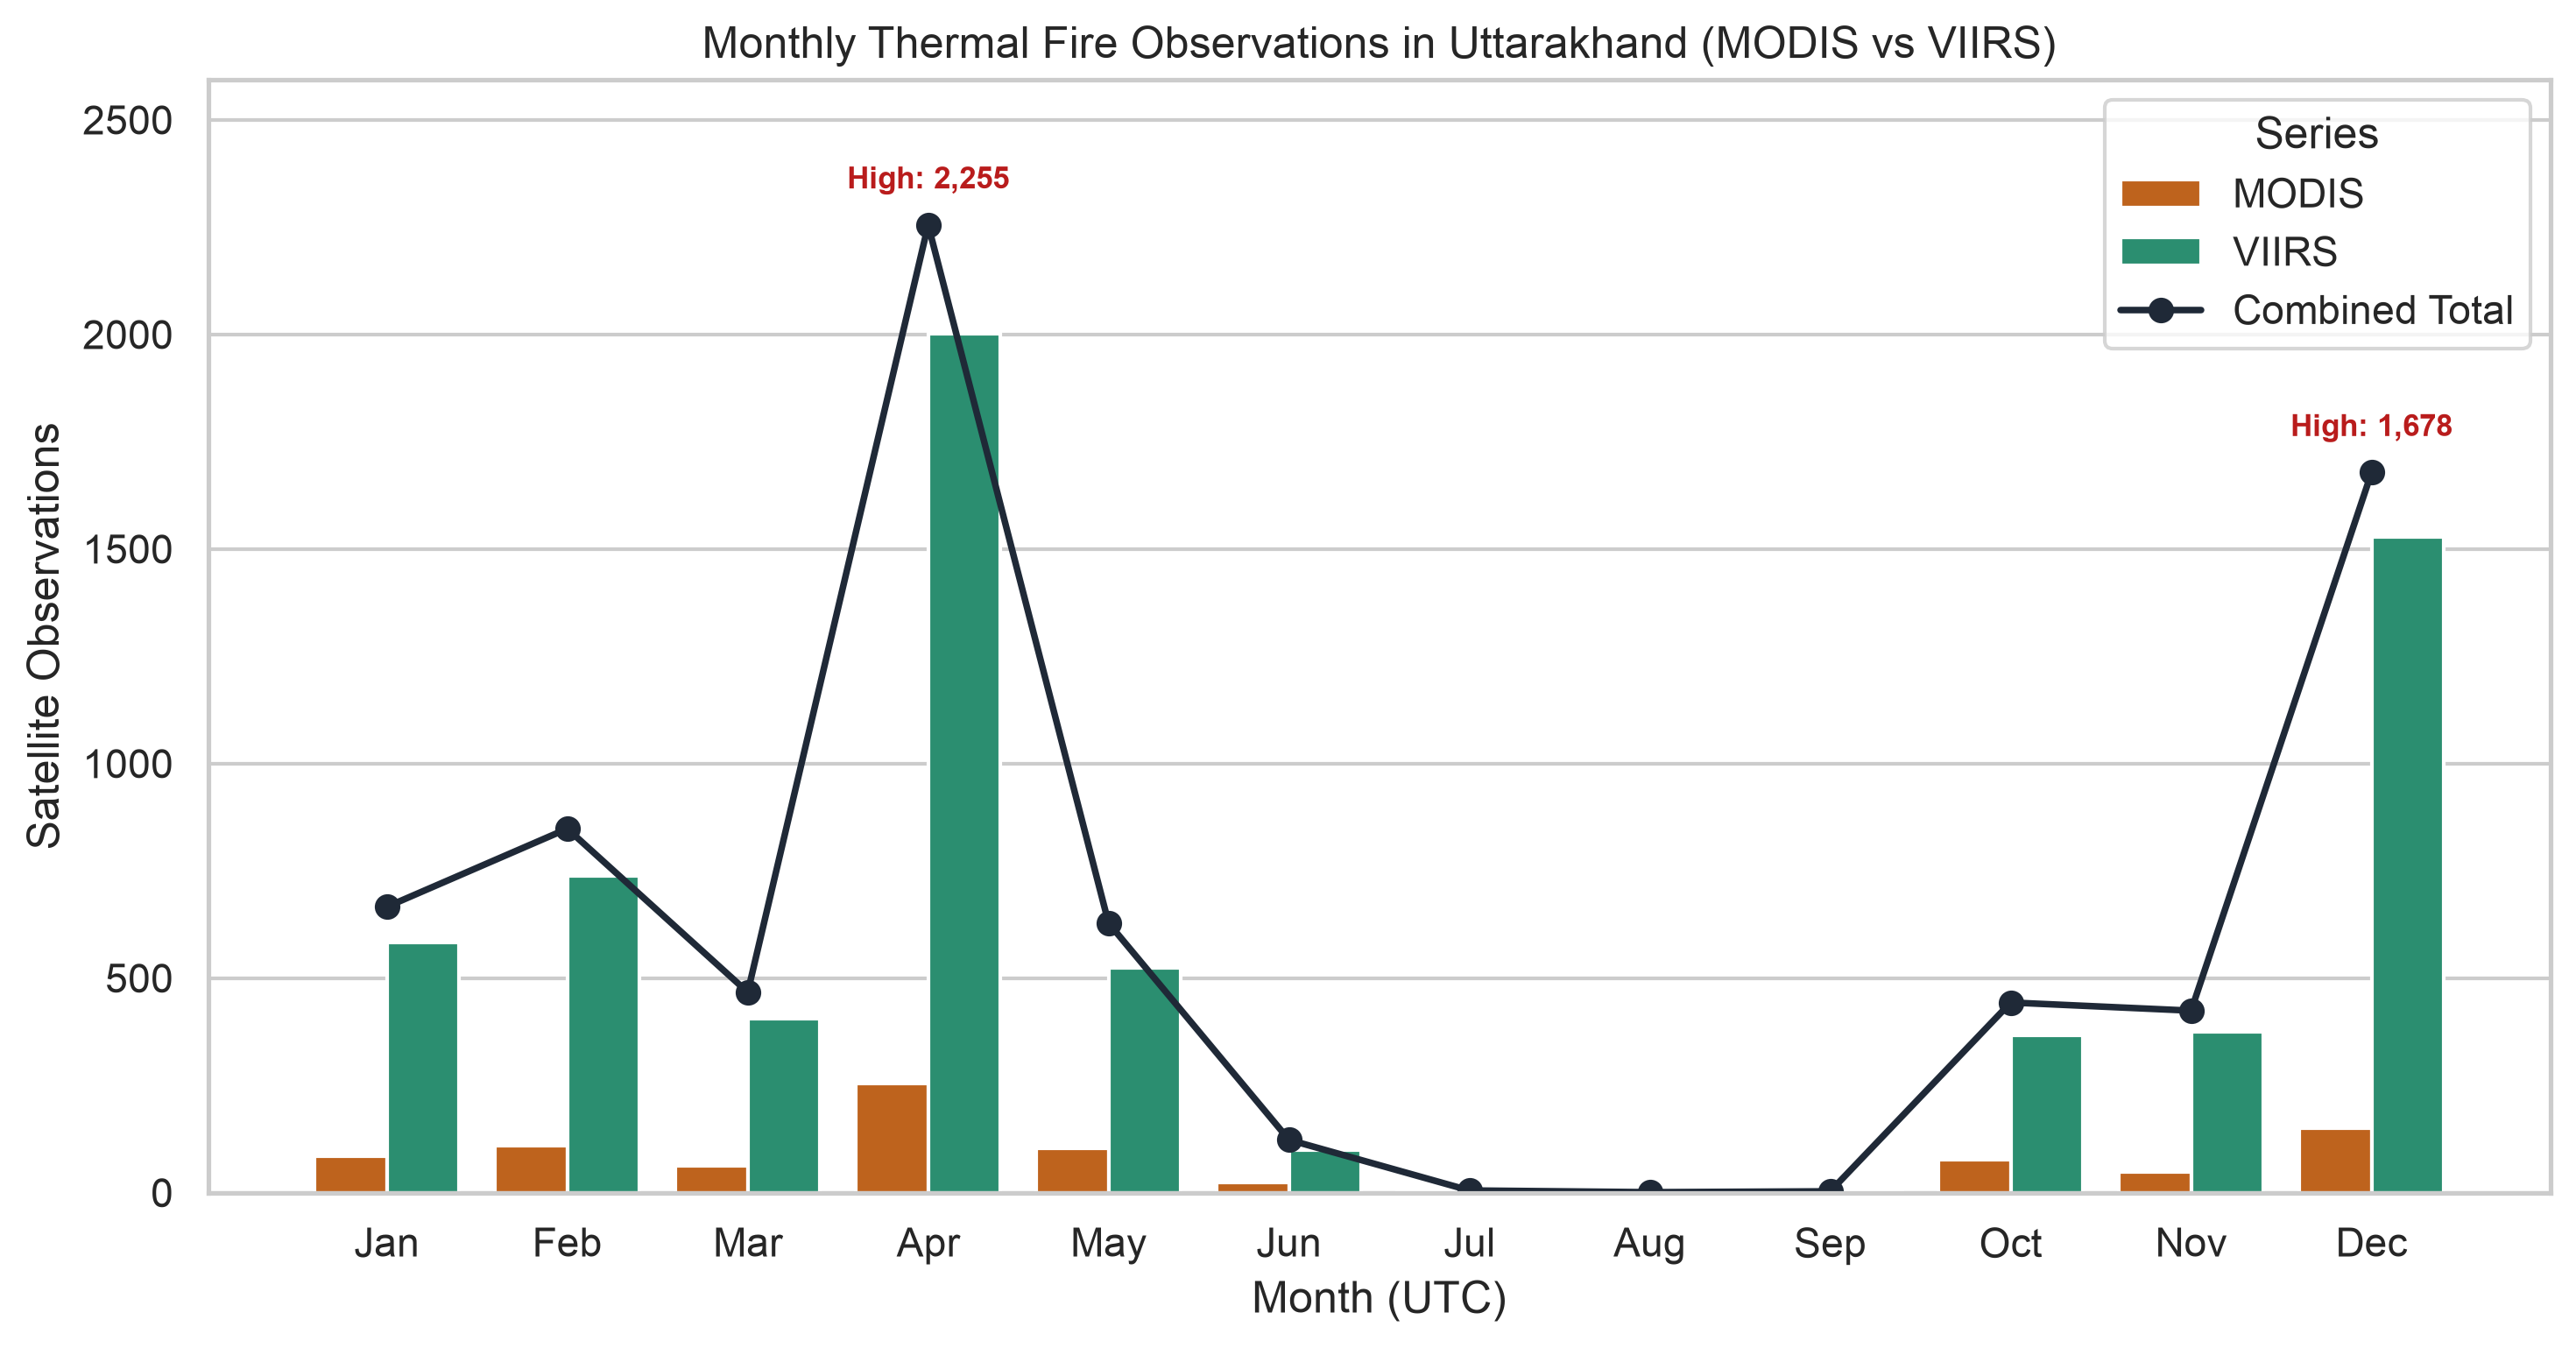 Monthly Thermal Fire Observations in Uttarakhand (MODIS vs VIIRS)
Series
MODIS
VIIRS
Combined Total
High: 2,255
High: 1,678
Satellite Observations
2500
2000
1500
1000
500
0
Jan Feb Mar Apr May Jun Jul Aug Sep Oct Nov Dec
Month (UTC)